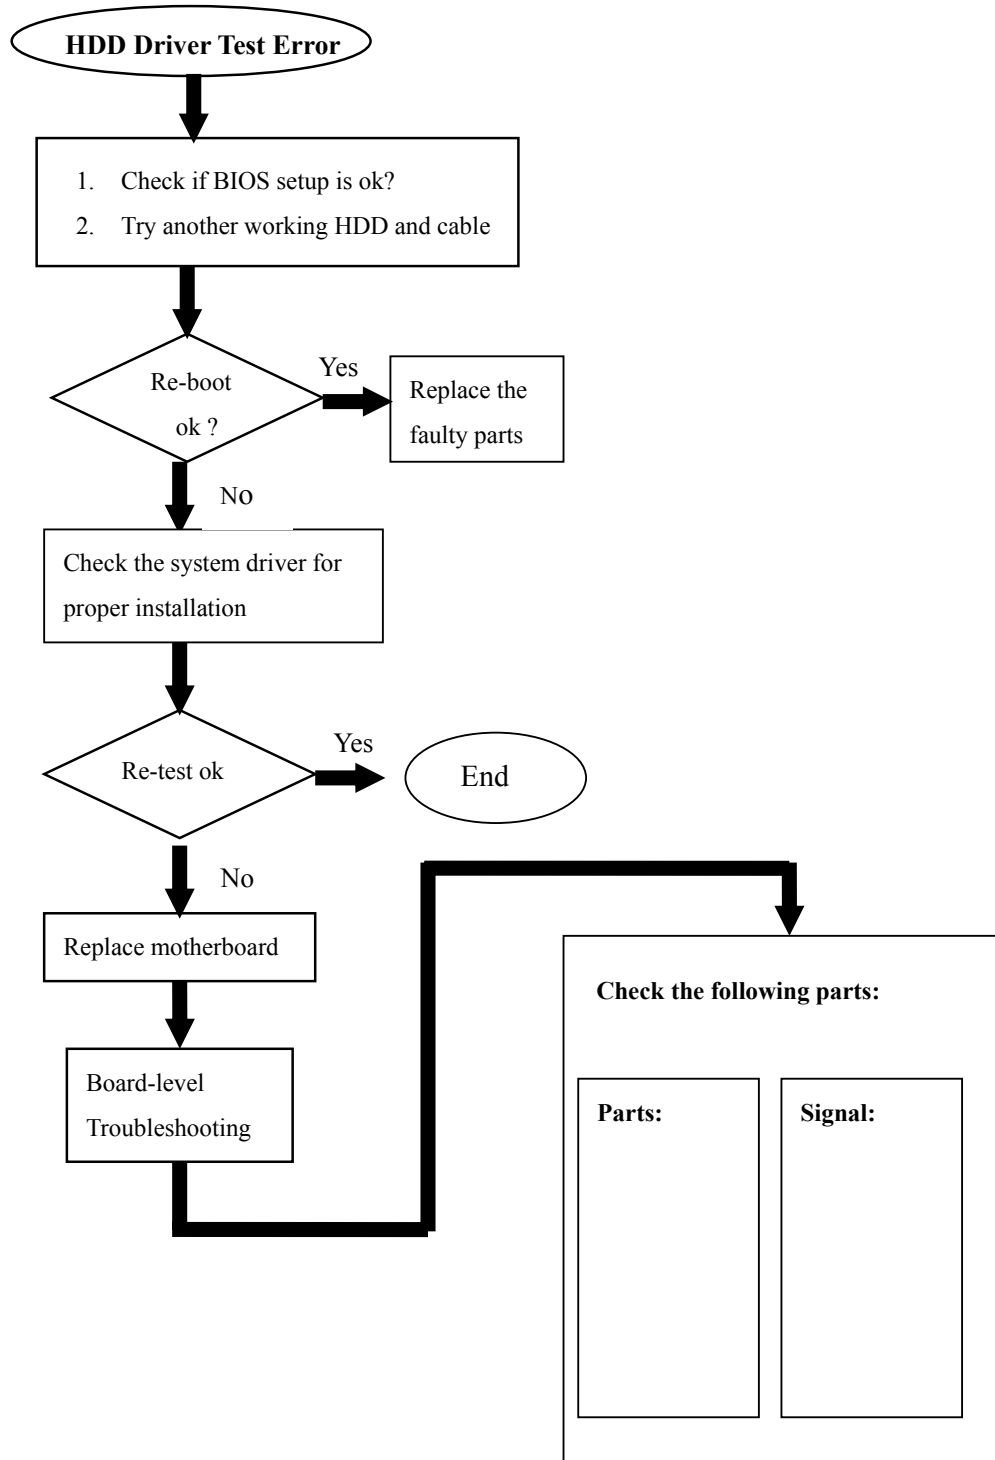 HDD Driver Test Error
1. Check if BIOS setup is ok?
2. Try another working HDD and cable
Re-boot
ok ?
Yes
Replace the
faulty parts
No
Check the system driver for
proper installation
Re-test ok
Yes
End
No
Replace motherboard
Board-level
Troubleshooting
Check the following parts:
Parts:
Signal: